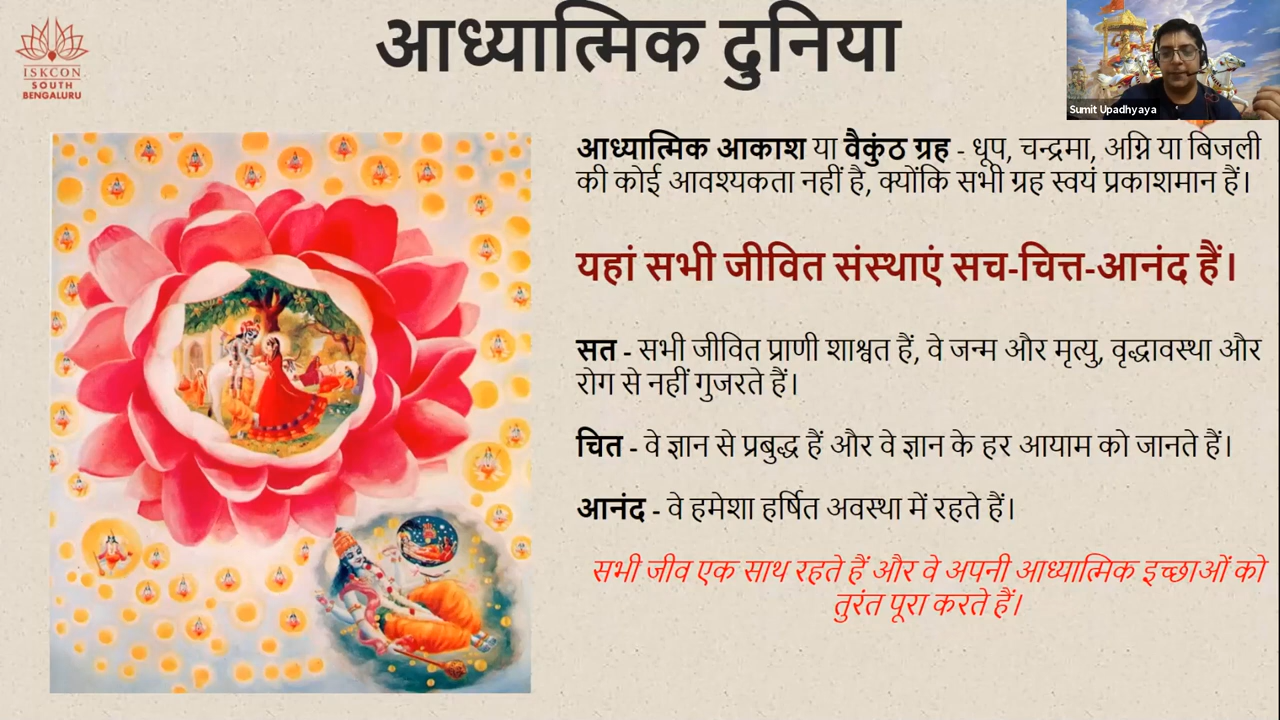 ISKCON
SOUTH
BENGALURU
आध्यात्मिक दुनिया
Sumit Upadhyaya
आध्यात्मिक आकाश या वैकुंठ ग्रह - धूप, चन्द्रमा, अग्नि या बिजली
की कोई आवश्यकता नहीं है, क्योंकि सभी ग्रह स्वयं प्रकाशमान हैं।
यहां सभी जीवित संस्थाएं सच-चित्त-आनंद हैं।
सत - सभी जीवित प्राणी शाश्वत हैं, वे जन्म और मृत्यु, वृद्धावस्था और
रोग से नहीं गुजरते हैं।
चित - वे ज्ञान से प्रबुद्ध हैं और वे ज्ञान के हर आयाम को जानते हैं।
आनंद - वे हमेशा हर्षित अवस्था में रहते हैं।
सभी जीव एक साथ रहते हैं और वे अपनी आध्यात्मिक इच्छाओं को
तुरंत पूरा करते हैं।